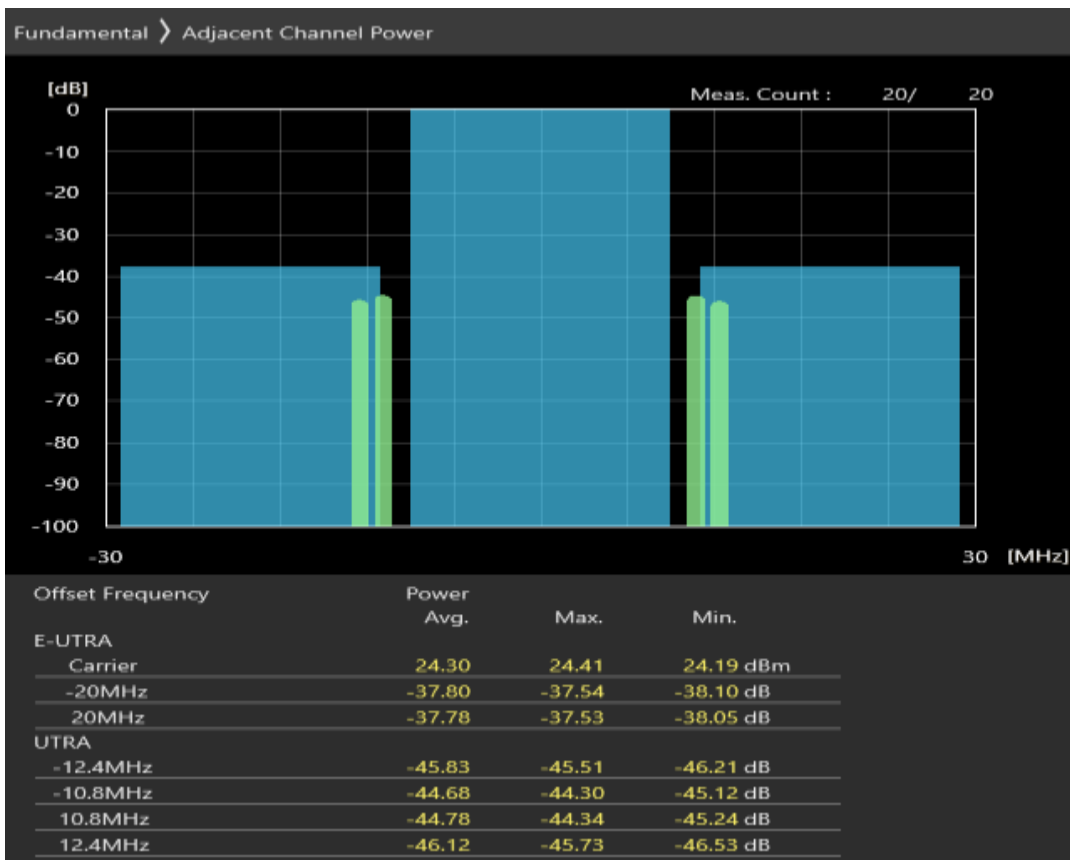 Fundamental ❯ Adjacent Channel Power
[dB]
Meas. Count : 20/ 20
0
-10
-20
-30
-40
-50
-60
-70
-80
-90
-100
-30 30 [MHz]
Offset Frequency Power
Avg. Max. Min.
E-UTRA
Carrier 24.30 24.41 24.19 dBm
-20MHz -37.80 -37.54 -38.10 dB
20MHz -37.78 -37.53 -38.05 dB
UTRA
-12.4MHz -45.83 -45.51 -46.21 dB
-10.8MHz -44.68 -44.30 -45.12 dB
10.8MHz -44.78 -44.34 -45.24 dB
12.4MHz -46.12 -45.73 -46.53 dB